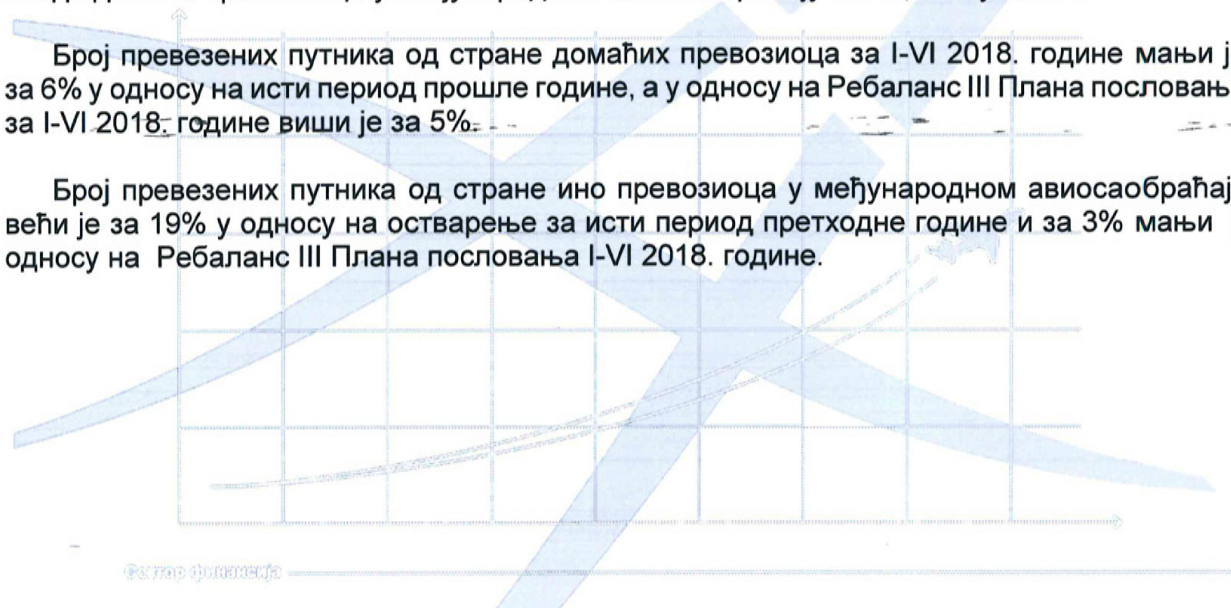 Број превезених путника од стране домаћих превозиоца за I-VI 2018. године мањи ј
за 6% у односу на исти период прошле године, а у односу на Ребаланс III Плана пословањ
за I-VI 2018. године виши је за 5%.
Број превезених путника од стране ино превозиоца у међународном авиосаобраћај
већи је за 19% у односу на остварење за исти период претходне године и за 3% мањи
односу на Ребаланс III Плана пословања I-VI 2018. године.
Сектор финансија